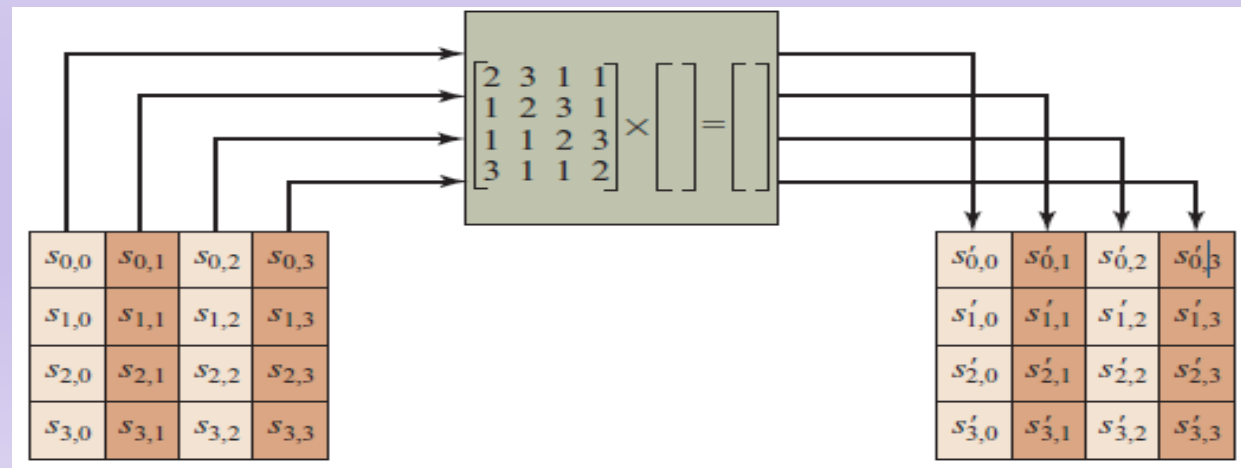 2 3 1 1
1 2 3 1
1 1 2 3
3 1 1 2
× =
s0,0 s0,1 s0,2 s0,3
s1,0 s1,1 s1,2 s1,3
s2,0 s2,1 s2,2 s2,3
s3,0 s3,1 s3,2 s3,3
s′0,0 s′0,1 s′0,2 s′0,3
s′1,0 s′1,1 s′1,2 s′1,3
s′2,0 s′2,1 s′2,2 s′2,3
s′3,0 s′3,1 s′3,2 s′3,3